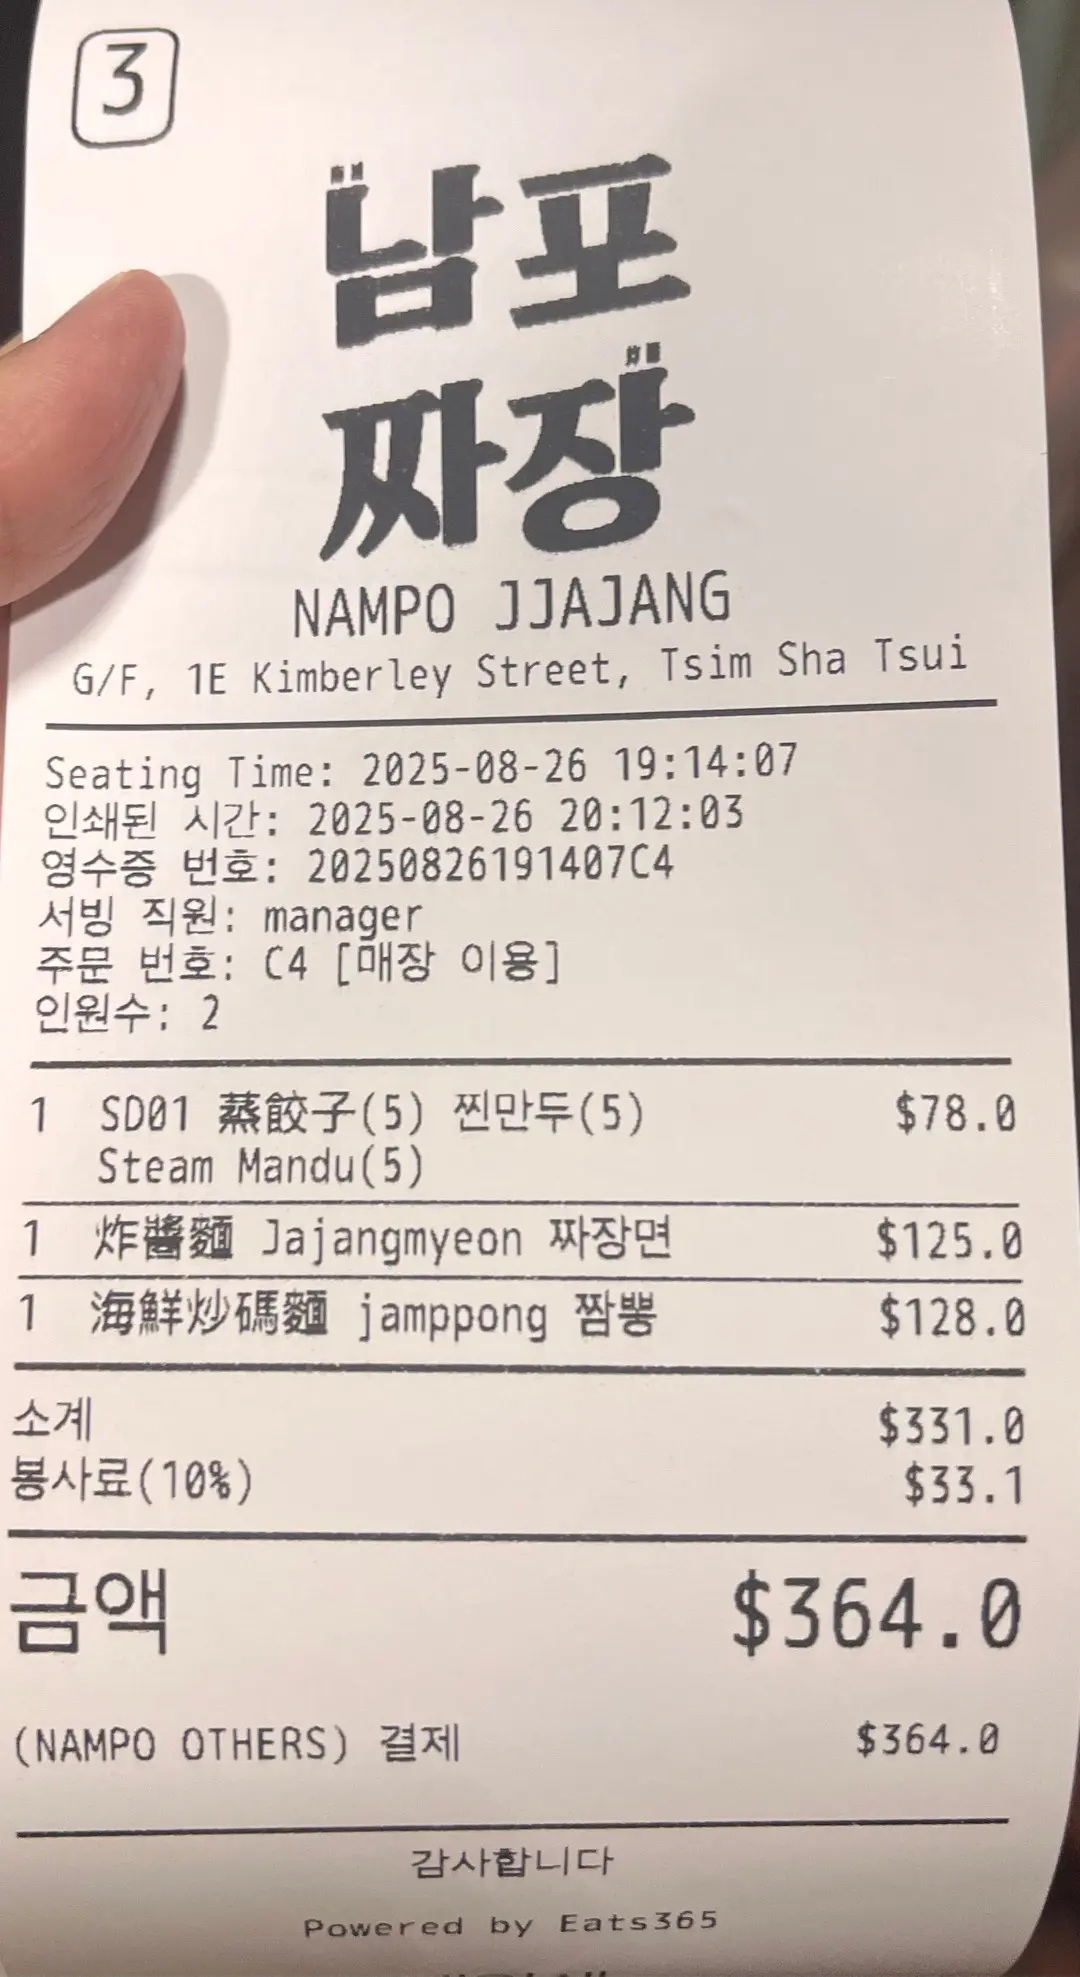 3
남포
짜장
NAMPO JJAJANG
G/F, 1E Kimberley Street, Tsim Sha Tsui
Seating Time: 2025-08-26 19:14:07
인쇄된 시간: 2025-08-26 20:12:03
영수증 번호: 20250826191407C4
서빙 직원: manager
주문 번호: C4 [매장 이용]
인원수: 2
1 SD01 蒸餃子(5) 찐만두(5) $78.0
Steam Mandu(5)
1 炸醬麵 Jajangmyeon 짜장면 $125.0
1 海鮮炒碼麵 jamppong 짬뽕 $128.0
소계 $331.0
봉사료(10%) $33.1
금액 $364.0
(NAMPO OTHERS) 결제 $364.0
감사합니다
Powered by Eats365